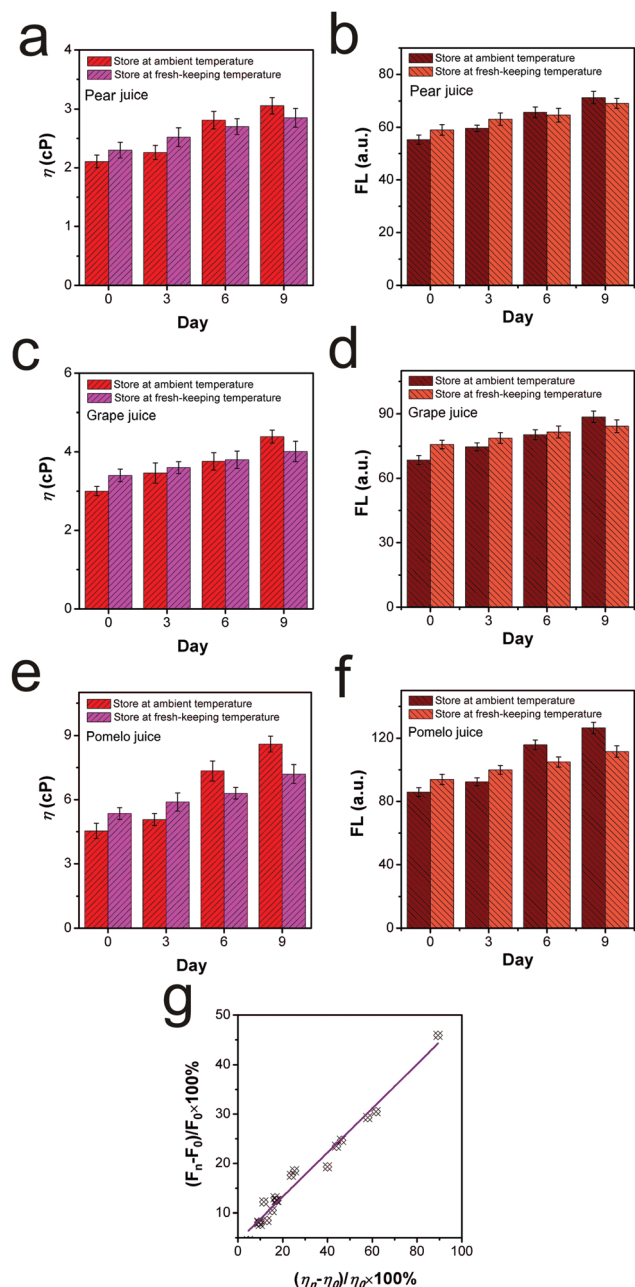 a
4
Store at ambient temperature
Store at fresh-keeping temperature
Pear juice
3
2
1
0
η (cP)
0 3 6 9
Day
b
80
Store at ambient temperature
Store at fresh-keeping temperature
Pear juice
60
40
20
0
FL (a.u.)
0 3 6 9
Day
c
6
Store at ambient temperature
Store at fresh-keeping temperature
Grape juice
4
2
0
η (cP)
0 3 6 9
Day
d
Store at ambient temperature
Store at fresh-keeping temperature
Grape juice
90
60
30
0
FL (a.u.)
0 3 6 9
Day
e
Store at ambient temperature
Store at fresh-keeping temperature
Pomelo juice
9
6
3
0
η (cP)
0 3 6 9
Day
f
Store at ambient temperature
Store at fresh-keeping temperature
Pomelo juice
120
80
40
0
FL (a.u.)
0 3 6 9
Day
g
50
40
30
20
10
(Fₙ-F₀)/F₀×100%
0 20 40 60 80 100
(ηₙ-η₀)/η₀×100%